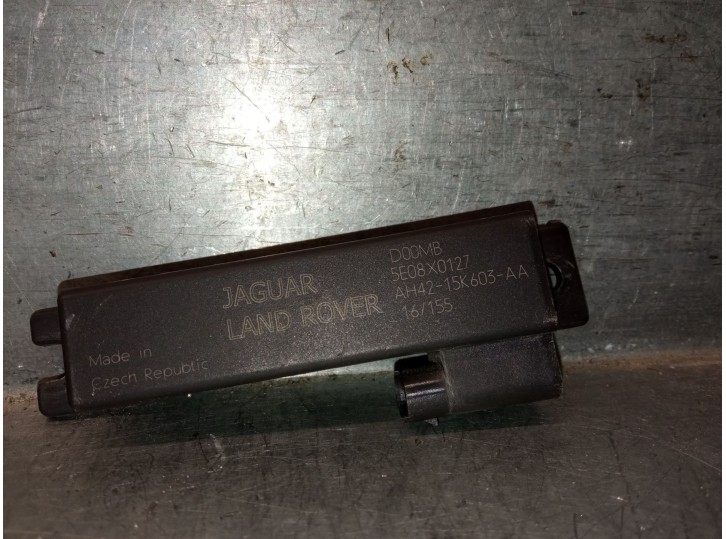 JAGUAR
LAND ROVER
D00MB
5E08X0127
AH42-15K603-AA
16/155
Made in
Czech Republic